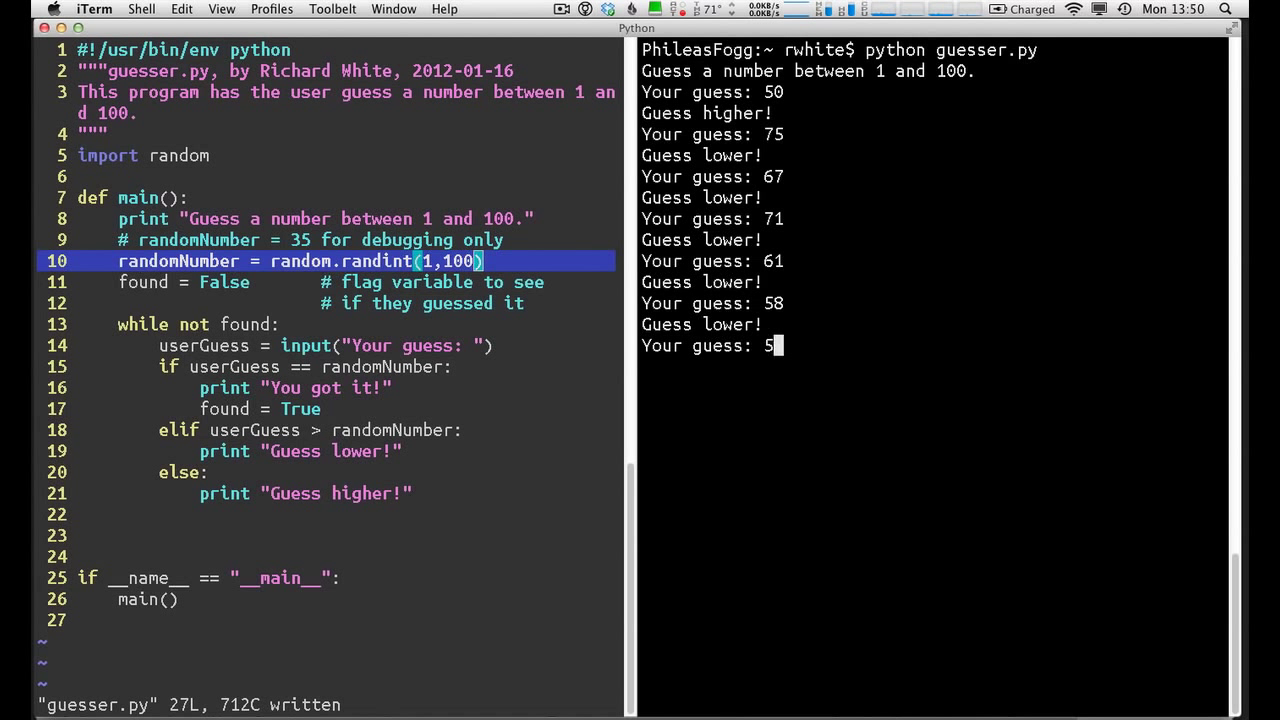 iTerm Shell Edit View Profiles Toolbelt Window Help 71° 0.0KB/s 0.0KB/s Charged Mon 13:50
Python
1 #!/usr/bin/env python
2 """guesser.py, by Richard White, 2012-01-16
3 This program has the user guess a number between 1 an
d 100.
4 """
5 import random
6
7 def main():
8 print "Guess a number between 1 and 100."
9 # randomNumber = 35 for debugging only
10 randomNumber = random.randint(1,100)
11 found = False # flag variable to see
12 # if they guessed it
13 while not found:
14 userGuess = input("Your guess: ")
15 if userGuess == randomNumber:
16 print "You got it!"
17 found = True
18 elif userGuess > randomNumber:
19 print "Guess lower!"
20 else:
21 print "Guess higher!"
22
23
24
25 if __name__ == "__main__":
26 main()
27
~
~
~
"guesser.py" 27L, 712C written
PhileasFogg:~ rwhite$ python guesser.py
Guess a number between 1 and 100.
Your guess: 50
Guess higher!
Your guess: 75
Guess lower!
Your guess: 67
Guess lower!
Your guess: 71
Guess lower!
Your guess: 61
Guess lower!
Your guess: 58
Guess lower!
Your guess: 5